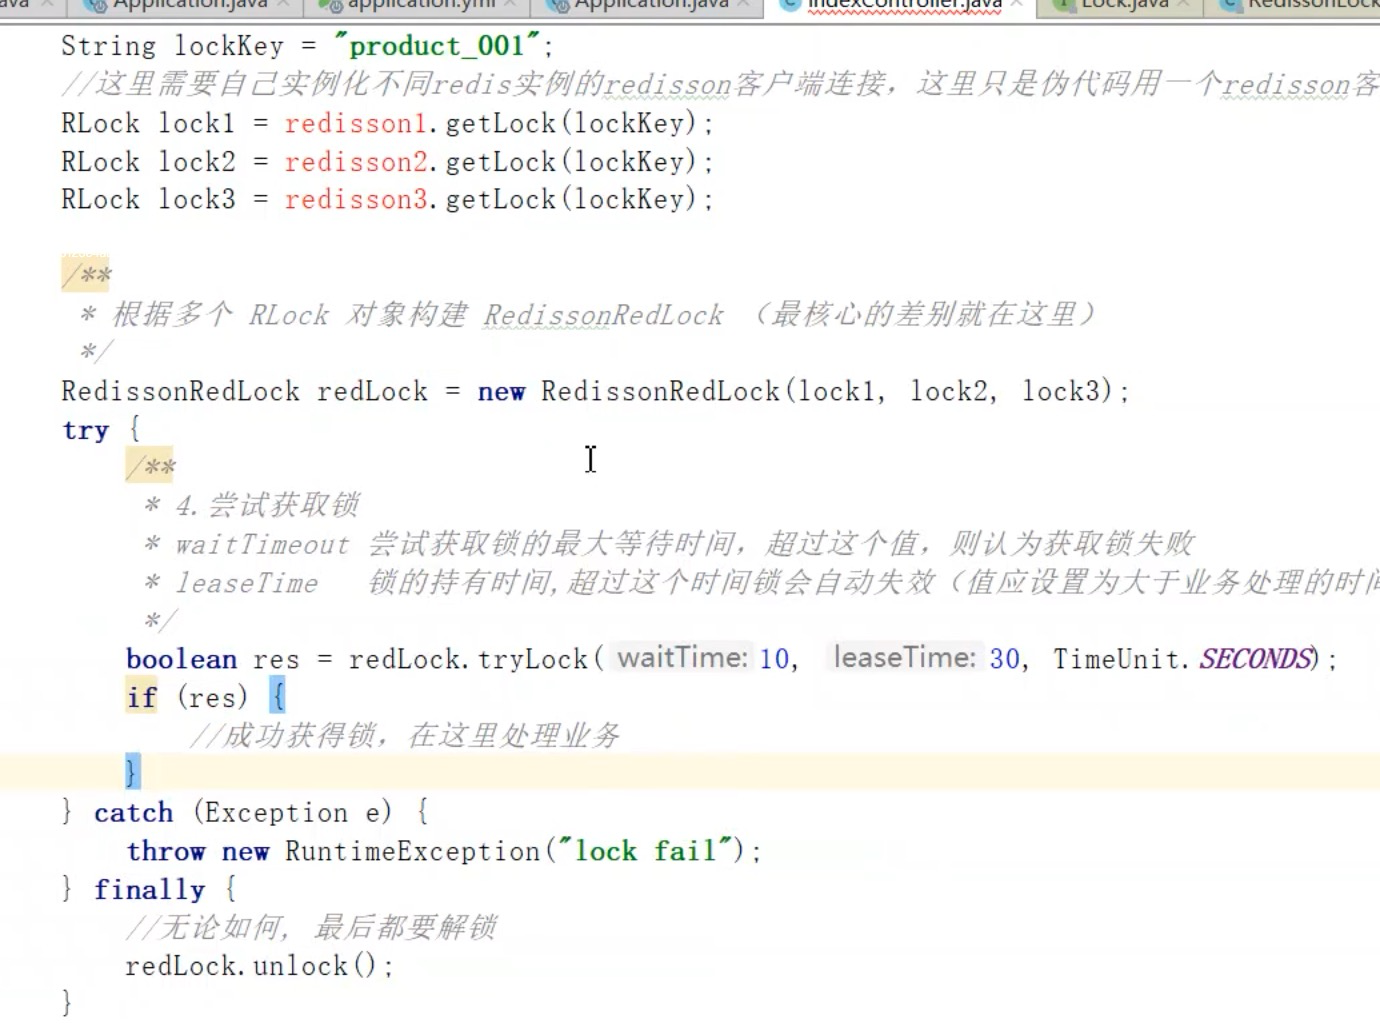 Application.java
application.yml
Application.java
IndexController.java
Lock.java
RedissonLock
String lockKey = "product_001";
//这里需要自己实例化不同redis实例的redisson客户端连接，这里只是伪代码用一个redisson客
RLock lock1 = redisson1.getLock(lockKey);
RLock lock2 = redisson2.getLock(lockKey);
RLock lock3 = redisson3.getLock(lockKey);
/**
* 根据多个 RLock 对象构建 RedissonRedLock （最核心的差别就在这里）
*/
RedissonRedLock redLock = new RedissonRedLock(lock1, lock2, lock3);
try {
/**
* 4.尝试获取锁
* waitTimeout 尝试获取锁的最大等待时间，超过这个值，则认为获取锁失败
* leaseTime 锁的持有时间,超过这个时间锁会自动失效（值应设置为大于业务处理的时间
*/
boolean res = redLock.tryLock( waitTime: 10, leaseTime: 30, TimeUnit.SECONDS);
if (res) {
//成功获得锁，在这里处理业务
}
} catch (Exception e) {
throw new RuntimeException("lock fail");
} finally {
//无论如何, 最后都要解锁
redLock.unlock();
}